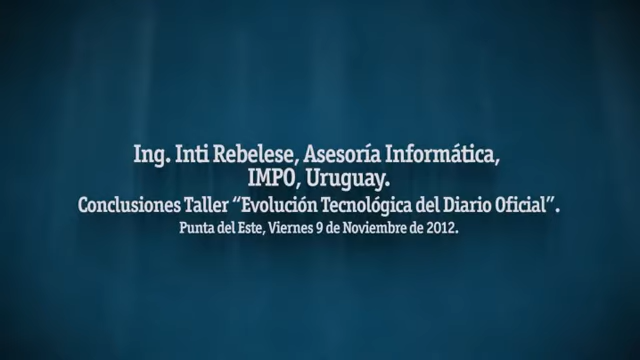 Ing. Inti Rebelese, Asesoría Informática,
IMPO, Uruguay.
Conclusiones Taller “Evolución Tecnológica del Diario Oficial”.
Punta del Este, Viernes 9 de Noviembre de 2012.